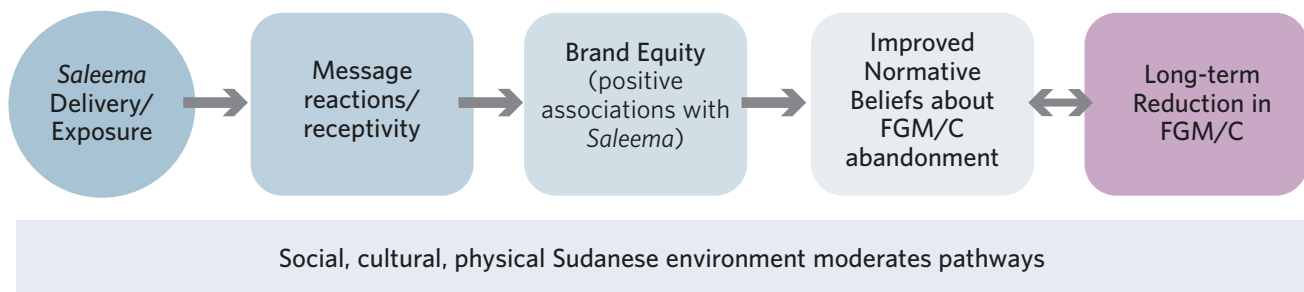 Saleema
Delivery/
Exposure
Message
reactions/
receptivity
Brand Equity
(positive
associations with
Saleema)
Improved
Normative
Beliefs about
FGM/C
abandonment
Long-term
Reduction in
FGM/C
Social, cultural, physical Sudanese environment moderates pathways